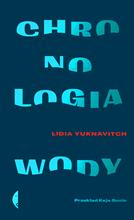 CHRO
NO
LOGIA
LIDIA YUKNAVITCH
WODY
Przekład Kaja Gucio